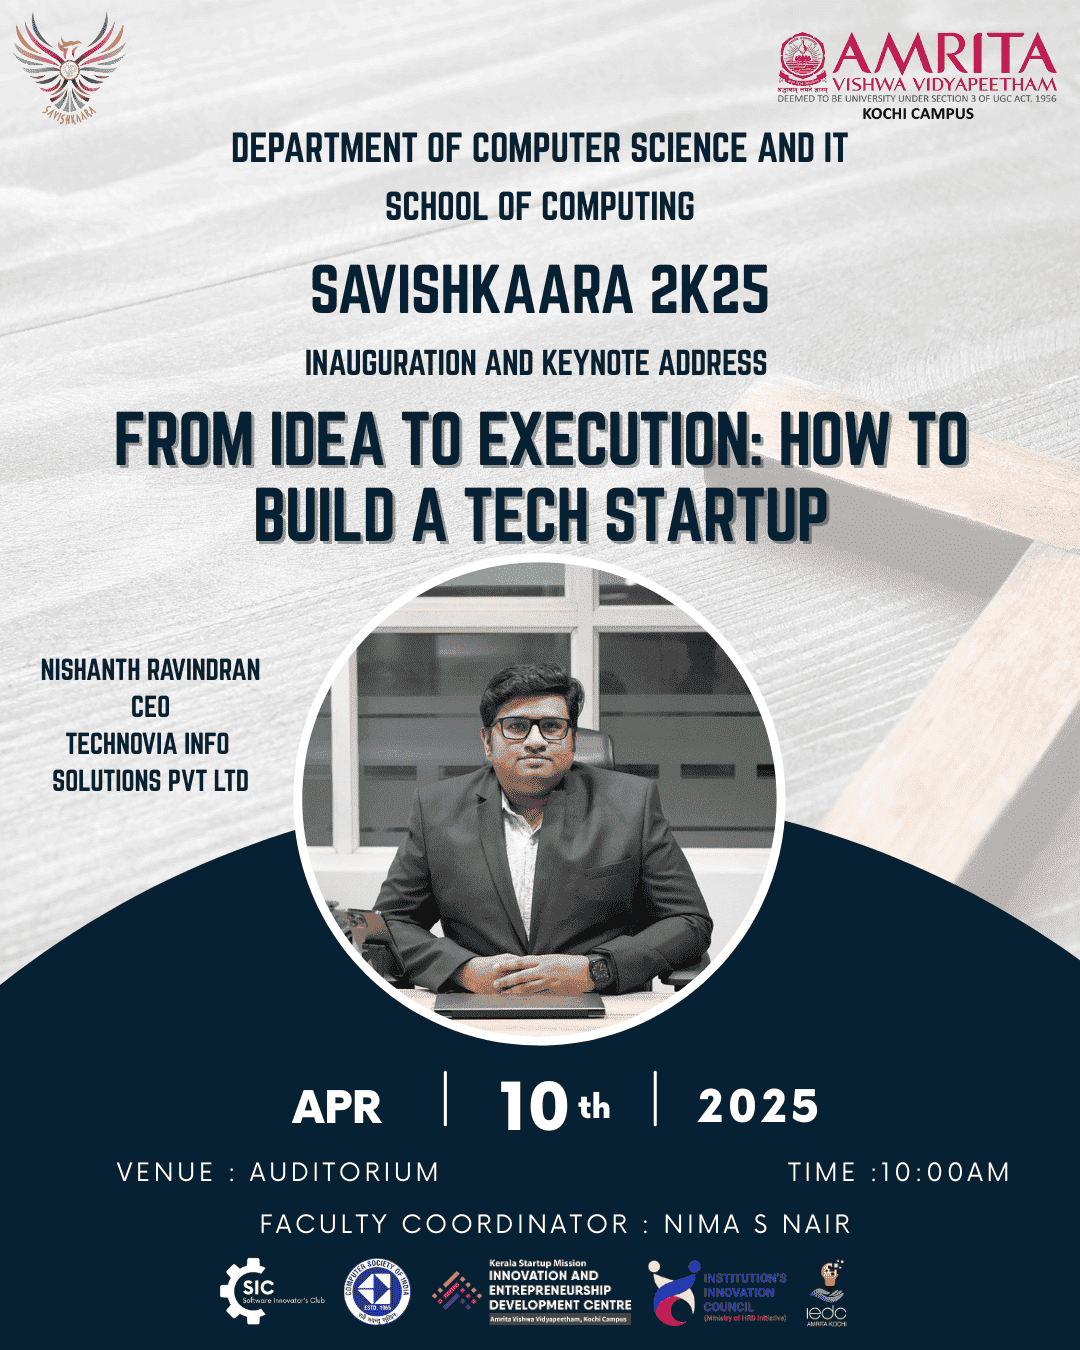 SAVISHKAARA
AMRITA
VISHWA VIDYAPEETHAM
DEEMED TO BE UNIVERSITY UNDER SECTION 3 OF UGC ACT, 1956
KOCHI CAMPUS
DEPARTMENT OF COMPUTER SCIENCE AND IT
SCHOOL OF COMPUTING
SAVISHKAARA 2K25
INAUGURATION AND KEYNOTE ADDRESS
FROM IDEA TO EXECUTION: HOW TO
BUILD A TECH STARTUP
NISHANTH RAVINDRAN
CEO
TECHNOVIA INFO
SOLUTIONS PVT LTD
APR 10th 2025
VENUE : AUDITORIUM
TIME :10:00AM
FACULTY COORDINATOR : NIMA S NAIR
SIC
Software Innovator's Club
COMPUTER SOCIETY OF INDIA
ESTD. 1965
Kerala Startup Mission
INNOVATION AND
ENTREPRENEURSHIP
DEVELOPMENT CENTRE
Amrita Vishwa Vidyapeetham, Kochi Campus
INSTITUTION'S
INNOVATION
COUNCIL
(Ministry of HRD Initiative)
iedc
AMRITA KOCHI